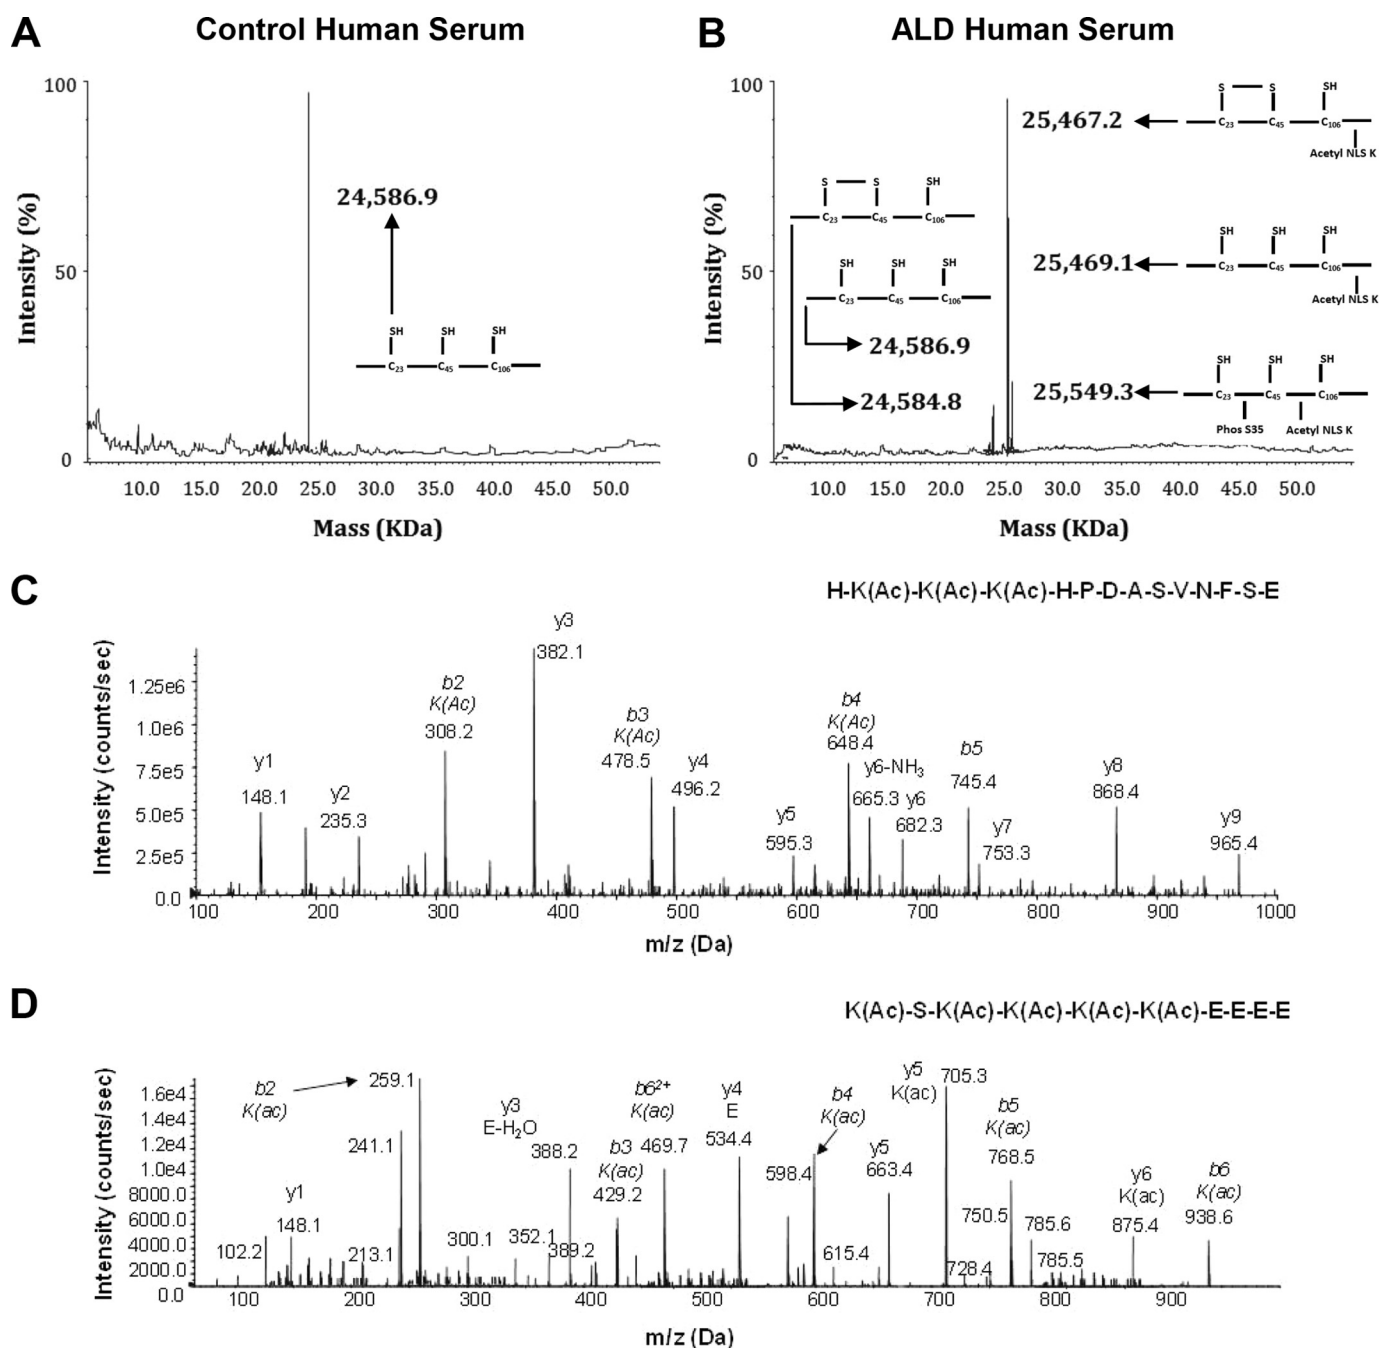 A
Control Human Serum
100
50
0
Intensity (%)
24,586.9
SH SH SH
C23 C45 C106
10.0 15.0 20.0 25.0 30.0 35.0 40.0 45.0 50.0
Mass (KDa)
B
ALD Human Serum
100
50
0
Intensity (%)
S S SH
C23 C45 C106
SH SH SH
C23 C45 C106
24,586.9
24,584.8
25,467.2
S S SH
C23 C45 C106
Acetyl NLS K
25,469.1
SH SH SH
C23 C45 C106
Acetyl NLS K
25,549.3
SH SH SH
C23 C45 C106
Phos S35 Acetyl NLS K
10.0 15.0 20.0 25.0 30.0 35.0 40.0 45.0 50.0
Mass (KDa)
C
H-K(Ac)-K(Ac)-K(Ac)-H-P-D-A-S-V-N-F-S-E
Intensity (counts/sec)
1.25e6
1.0e6
7.5e5
5.0e5
2.5e5
0.0
y1
148.1
y2
235.3
b2
K(Ac)
308.2
y3
382.1
b3
K(Ac)
478.5
y4
496.2
y5
595.3
b4
K(Ac)
648.4
y6-NH3
665.3
y6
682.3
b5
745.4
y7
753.3
y8
868.4
y9
965.4
100 200 300 400 500 600 700 800 900 1000
m/z (Da)
D
K(Ac)-S-K(Ac)-K(Ac)-K(Ac)-K(Ac)-E-E-E-E
Intensity (counts/sec)
1.6e4
1.4e4
1.2e4
1.0e4
8000.0
6000.0
4000.0
2000.0
0.0
102.2
y1
148.1
213.1
241.1
b2
K(ac)
259.1
300.1
352.1
y3
E-H2O
388.2
389.2
b3
K(ac)
429.2
b62+
K(ac)
469.7
y4
E
534.4
598.4
b4
K(ac)
615.4
y5
663.4
y5
K(ac)
705.3
728.4
750.5
b5
K(ac)
768.5
785.6
785.5
y6
K(ac)
875.4
b6
K(ac)
938.6
100 200 300 400 500 600 700 800 900
m/z (Da)